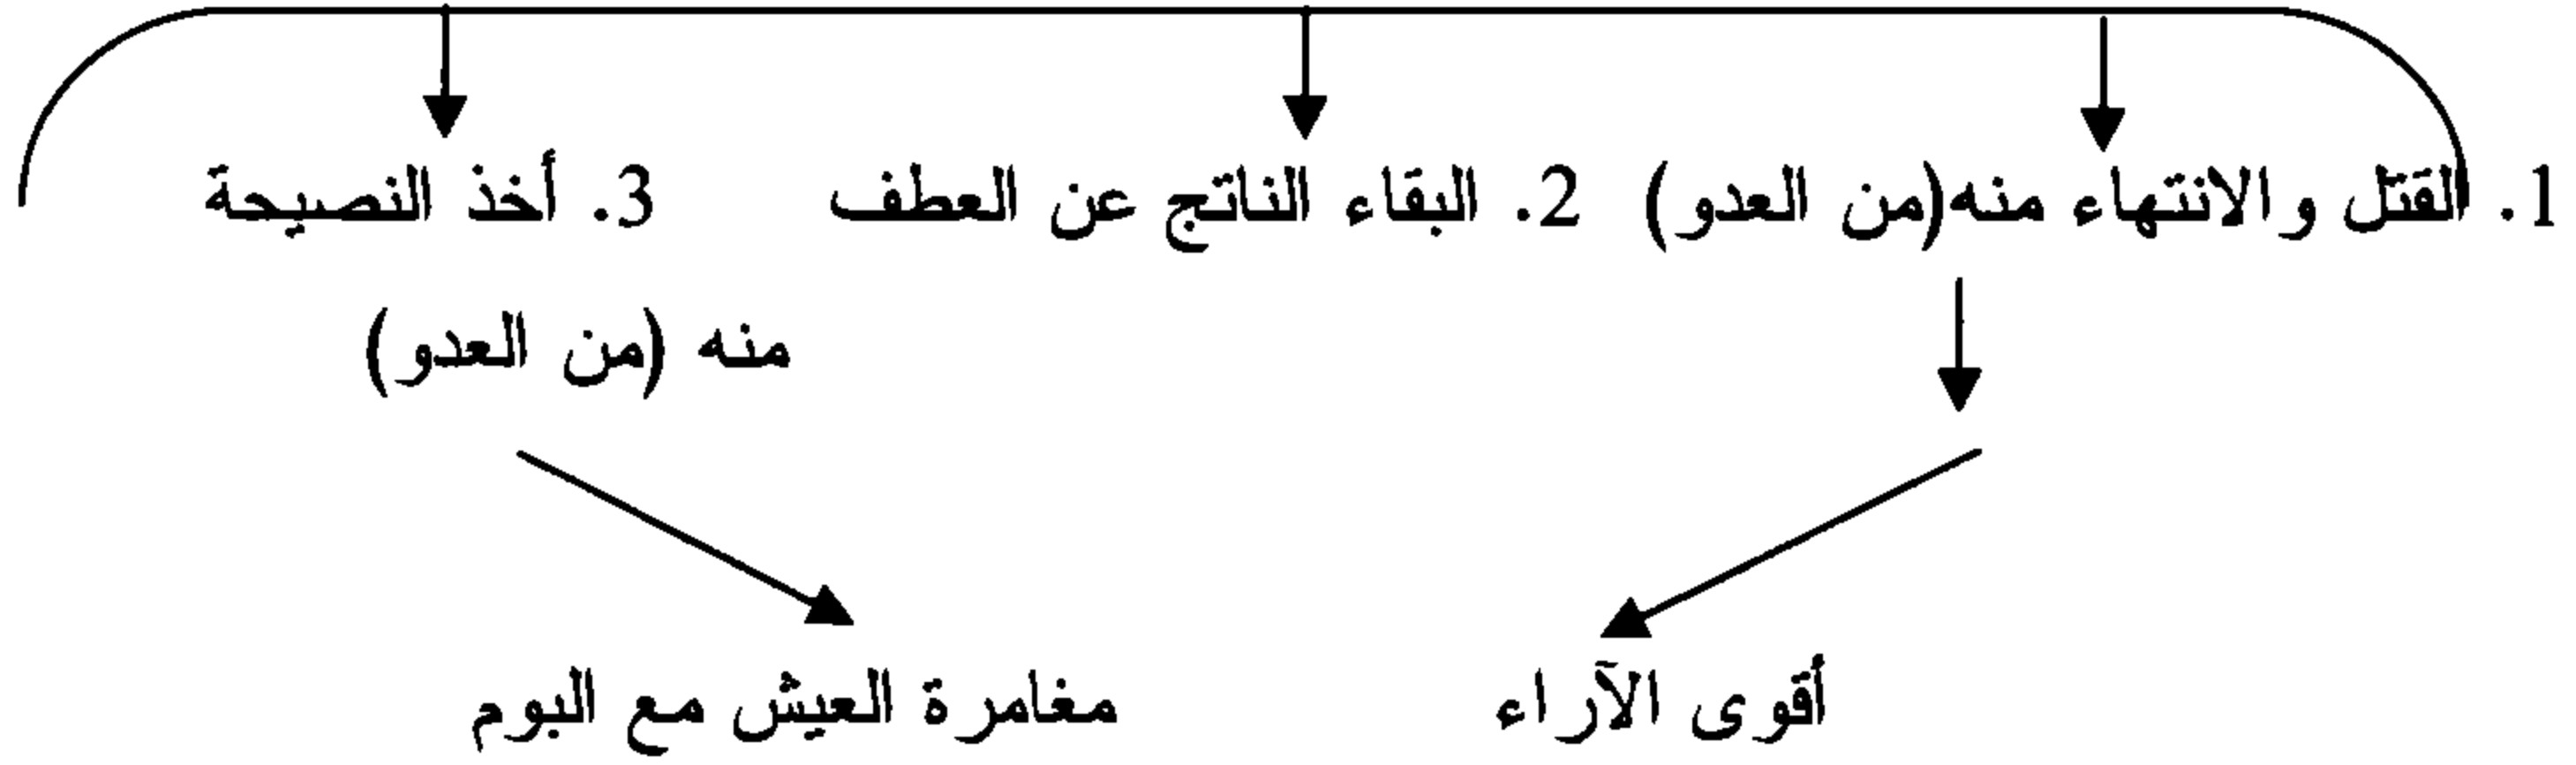 1. القتل والانتهاء منه(من العدو) 2. البقاء الناتج عن العطف 3. أخذ النصيحة
منه (من العدو)
أقوى الآراء مغامرة العيش مع البوم